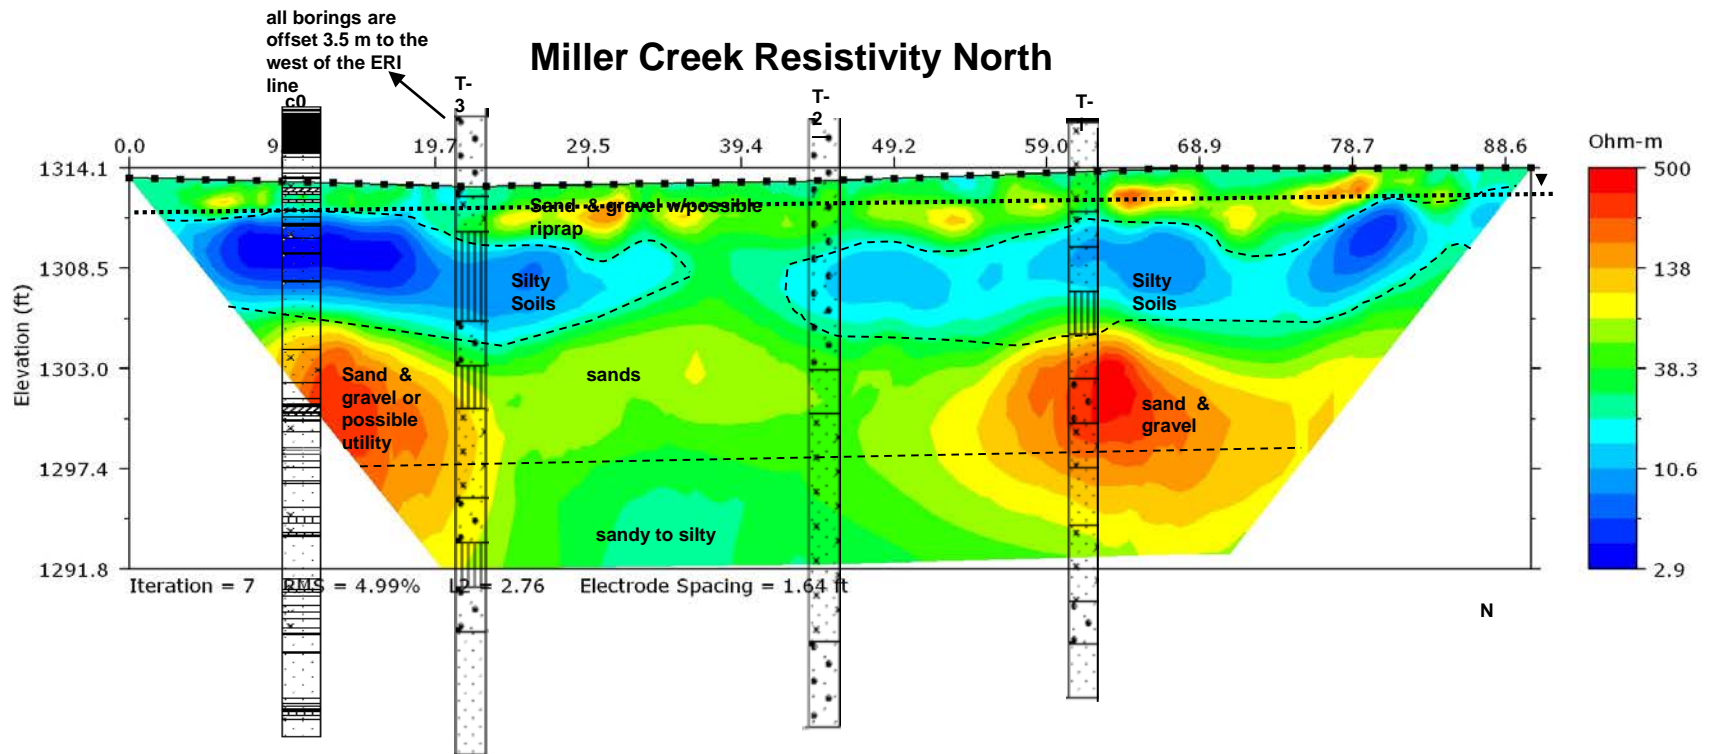 all borings are
offset 3.5 m to the
west of the ERI
line
Miller Creek Resistivity North
c0
T-
3
T-
2
T-
0.0
9
19.7
29.5
39.4
49.2
59.0
68.9
78.7
88.6
Ohm-m
1314.1
1308.5
1303.0
1297.4
1291.8
Elevation (ft)
500
138
38.3
10.6
2.9
Sand & gravel w/possible
riprap
Silty
Soils
Silty
Soils
Sand &
gravel or
possible
utility
sands
sand &
gravel
sandy to silty
Iteration = 7 RMS = 4.99% L2 = 2.76 Electrode Spacing = 1.64 ft
N